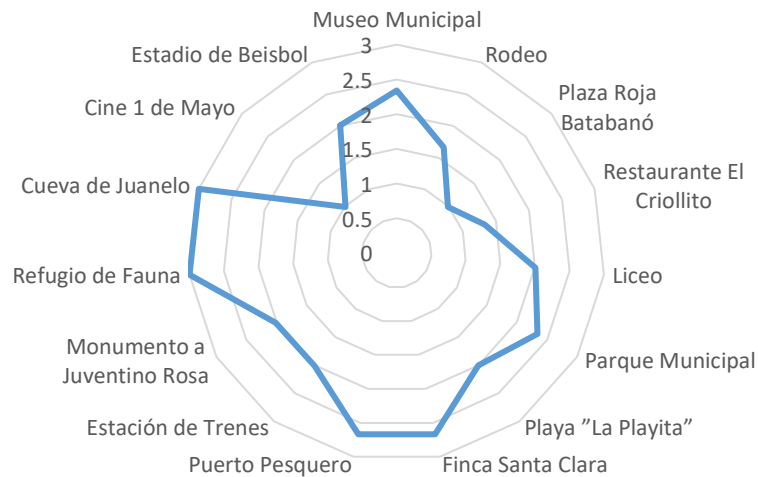 Museo Municipal
Rodeo
Plaza Roja
Batabanó
Restaurante El
Criollito
Liceo
Parque Municipal
Playa ”La Playita”
Finca Santa Clara
Puerto Pesquero
Estación de Trenes
Monumento a
Juventino Rosa
Refugio de Fauna
Cueva de Juanelo
Cine 1 de Mayo
Estadio de Beisbol
3
2.5
2
1.5
1
0.5
0